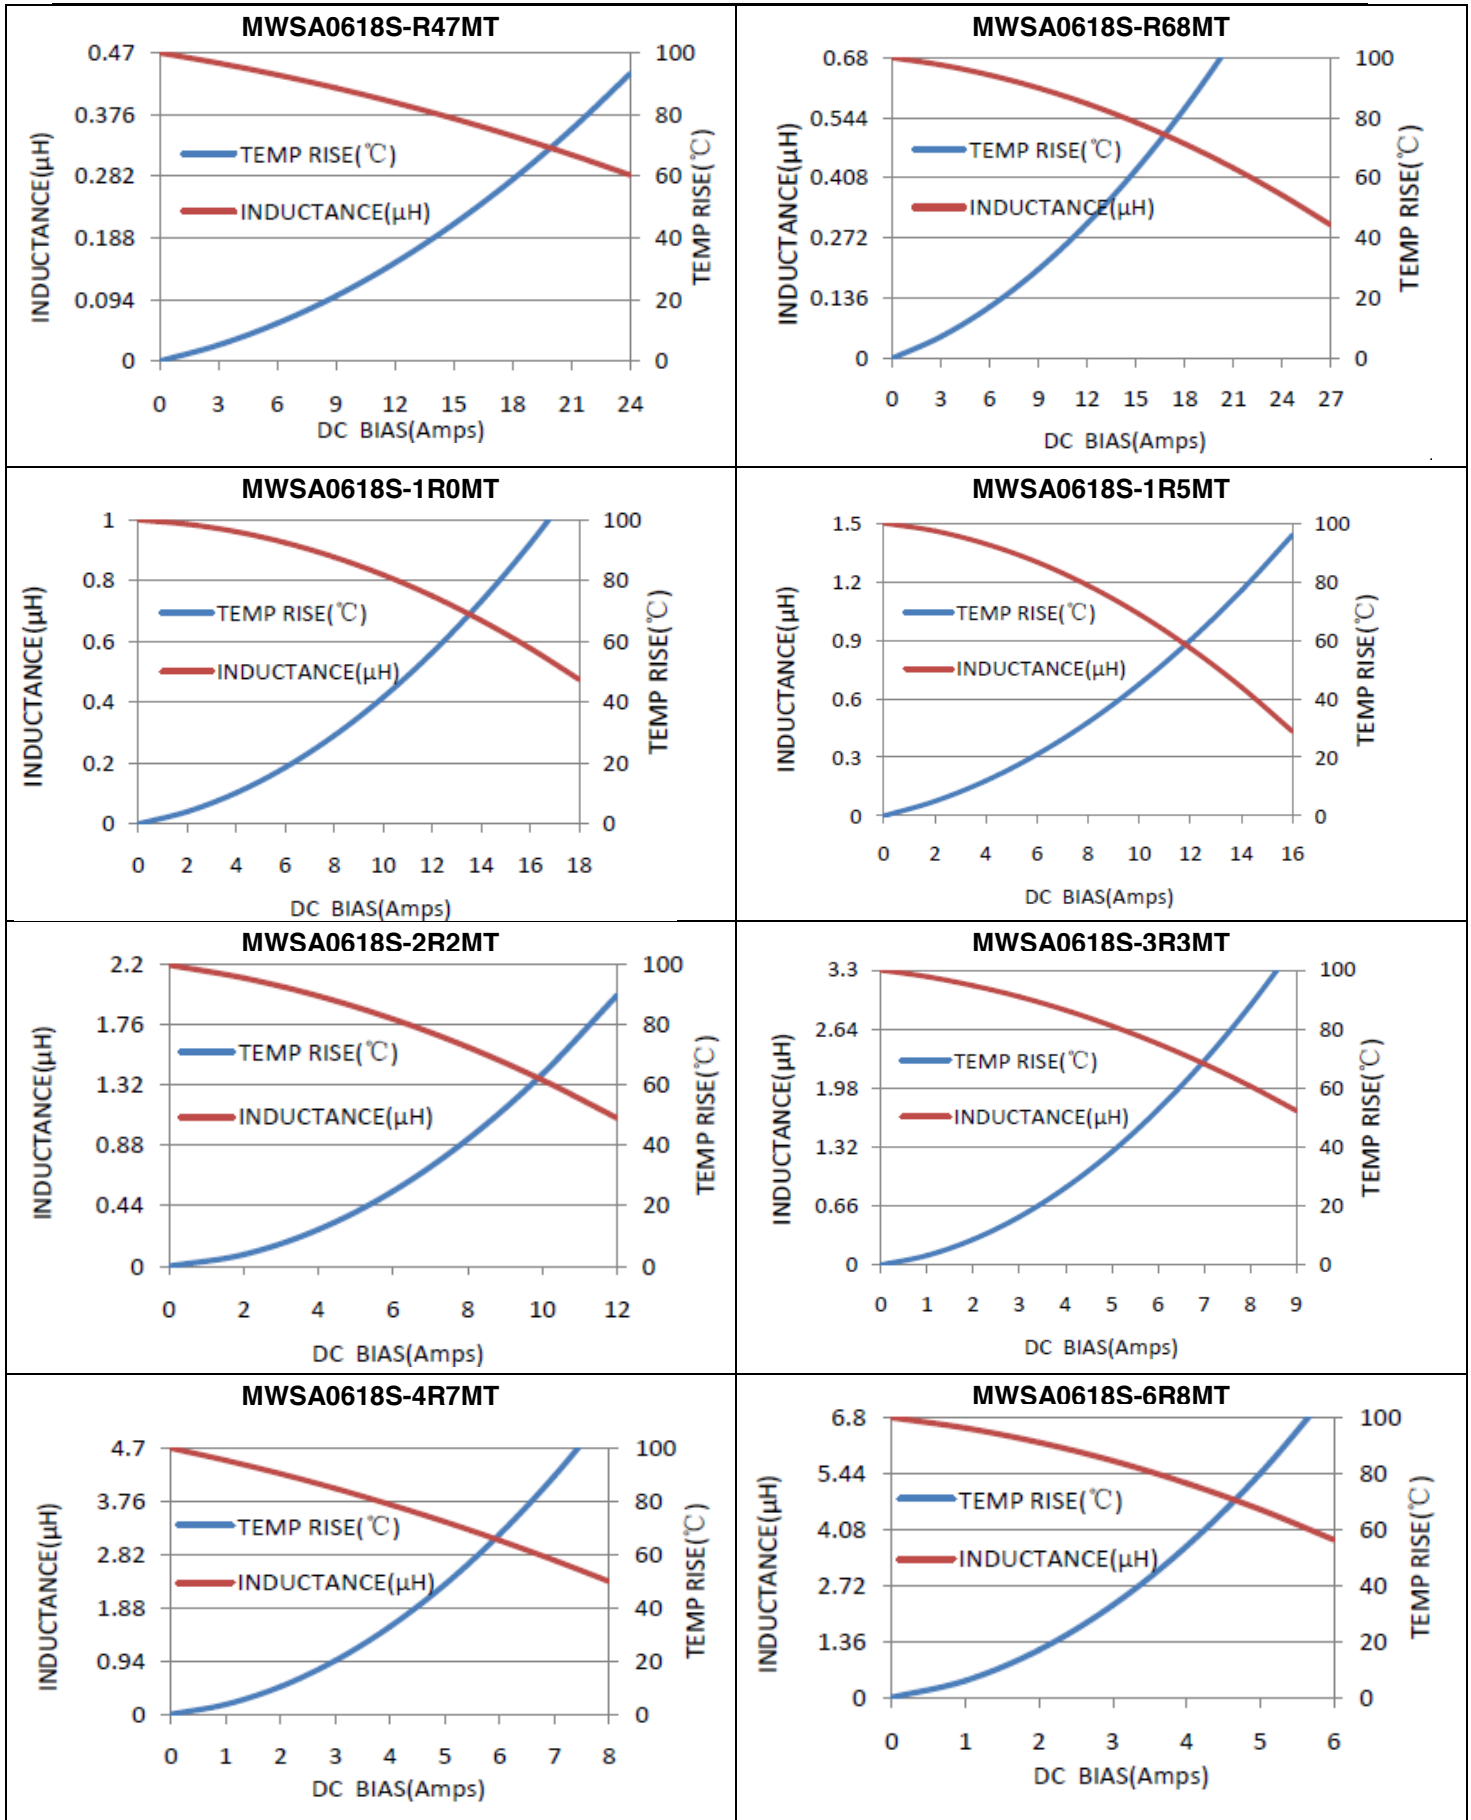 MWSA0618S-R47MT
0.47
0.376
0.282
0.188
0.094
0
100
80
60
40
20
0
INDUCTANCE(µH)
TEMP RISE(℃)
TEMP RISE(℃)
INDUCTANCE(µH)
0 3 6 9 12 15 18 21 24
DC BIAS(Amps)
MWSA0618S-R68MT
0.68
0.544
0.408
0.272
0.136
0
100
80
60
40
20
0
INDUCTANCE(µH)
TEMP RISE(℃)
TEMP RISE(℃)
INDUCTANCE(µH)
0 3 6 9 12 15 18 21 24 27
DC BIAS(Amps)
MWSA0618S-1R0MT
1
0.8
0.6
0.4
0.2
0
100
80
60
40
20
0
INDUCTANCE(µH)
TEMP RISE(℃)
TEMP RISE(℃)
INDUCTANCE(µH)
0 2 4 6 8 10 12 14 16 18
DC BIAS(Amps)
MWSA0618S-1R5MT
1.5
1.2
0.9
0.6
0.3
0
100
80
60
40
20
0
INDUCTANCE(µH)
TEMP RISE(℃)
TEMP RISE(℃)
INDUCTANCE(µH)
0 2 4 6 8 10 12 14 16
DC BIAS(Amps)
MWSA0618S-2R2MT
2.2
1.76
1.32
0.88
0.44
0
100
80
60
40
20
0
INDUCTANCE(µH)
TEMP RISE(℃)
TEMP RISE(℃)
INDUCTANCE(µH)
0 2 4 6 8 10 12
DC BIAS(Amps)
MWSA0618S-3R3MT
3.3
2.64
1.98
1.32
0.66
0
100
80
60
40
20
0
INDUCTANCE(µH)
TEMP RISE(℃)
TEMP RISE(℃)
INDUCTANCE(µH)
0 1 2 3 4 5 6 7 8 9
DC BIAS(Amps)
MWSA0618S-4R7MT
4.7
3.76
2.82
1.88
0.94
0
100
80
60
40
20
0
INDUCTANCE(µH)
TEMP RISE(℃)
TEMP RISE(℃)
INDUCTANCE(µH)
0 1 2 3 4 5 6 7 8
DC BIAS(Amps)
MWSA0618S-6R8MT
6.8
5.44
4.08
2.72
1.36
0
100
80
60
40
20
0
INDUCTANCE(µH)
TEMP RISE(℃)
TEMP RISE(℃)
INDUCTANCE(µH)
0 1 2 3 4 5 6
DC BIAS(Amps)